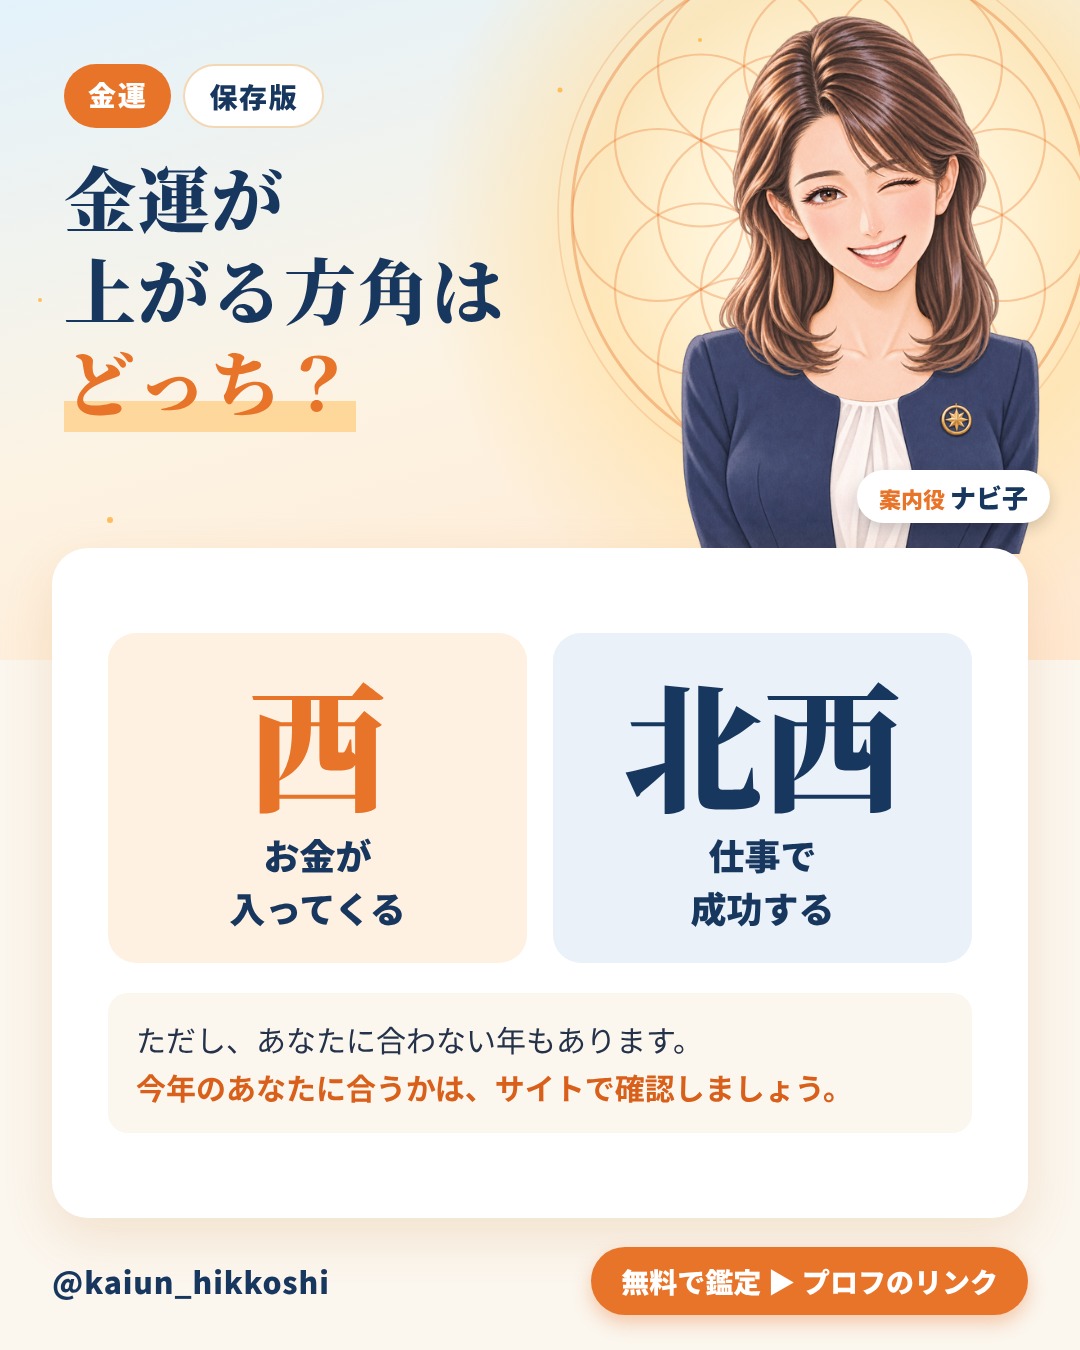 金運
保存版
金運が
上がる方角は
どっち？
案内役 ナビ子
西
お金が
入ってくる
北西
仕事で
成功する
ただし、あなたに合わない年もあります。
今年のあなたに合うかは、サイトで確認しましょう。
@kaiun_hikkoshi
無料で鑑定 ▶ プロフのリンク